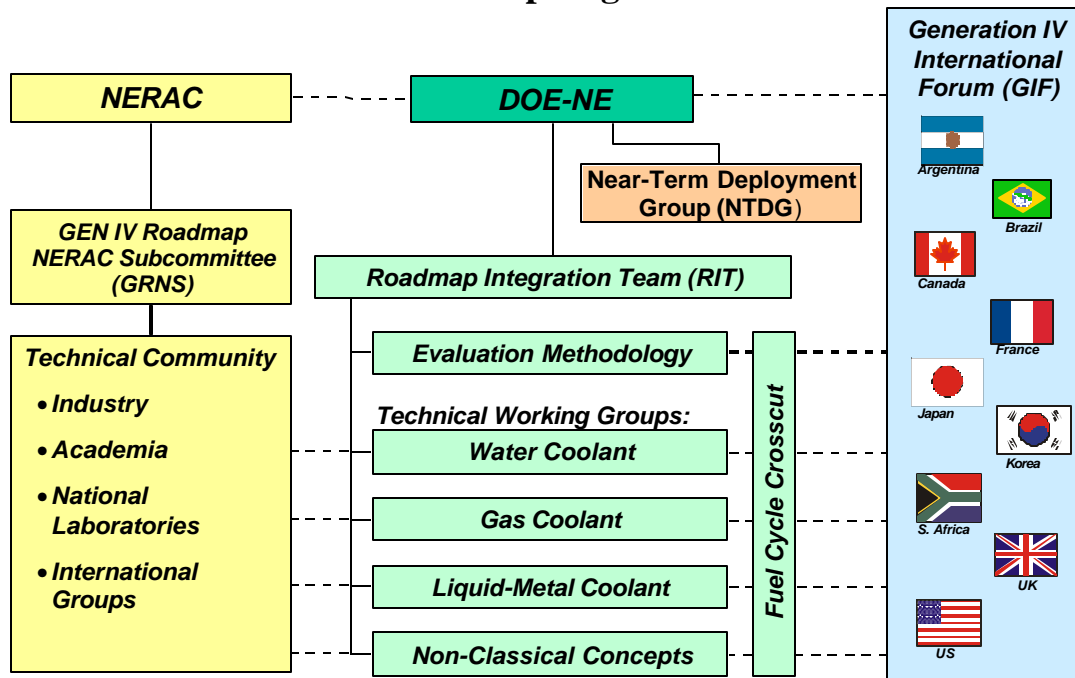 NERAC
DOE-NE
Generation IV
International
Forum (GIF)
Near-Term Deployment
Group (NTDG)
GEN IV Roadmap
NERAC Subcommittee
(GRNS)
Roadmap Integration Team (RIT)
Technical Community
• Industry
• Academia
• National
Laboratories
• International
Groups
Evaluation Methodology
Technical Working Groups:
Water Coolant
Gas Coolant
Liquid-Metal Coolant
Non-Classical Concepts
Fuel Cycle Crosscut
Argentina
Brazil
Canada
France
Japan
Korea
S. Africa
UK
US